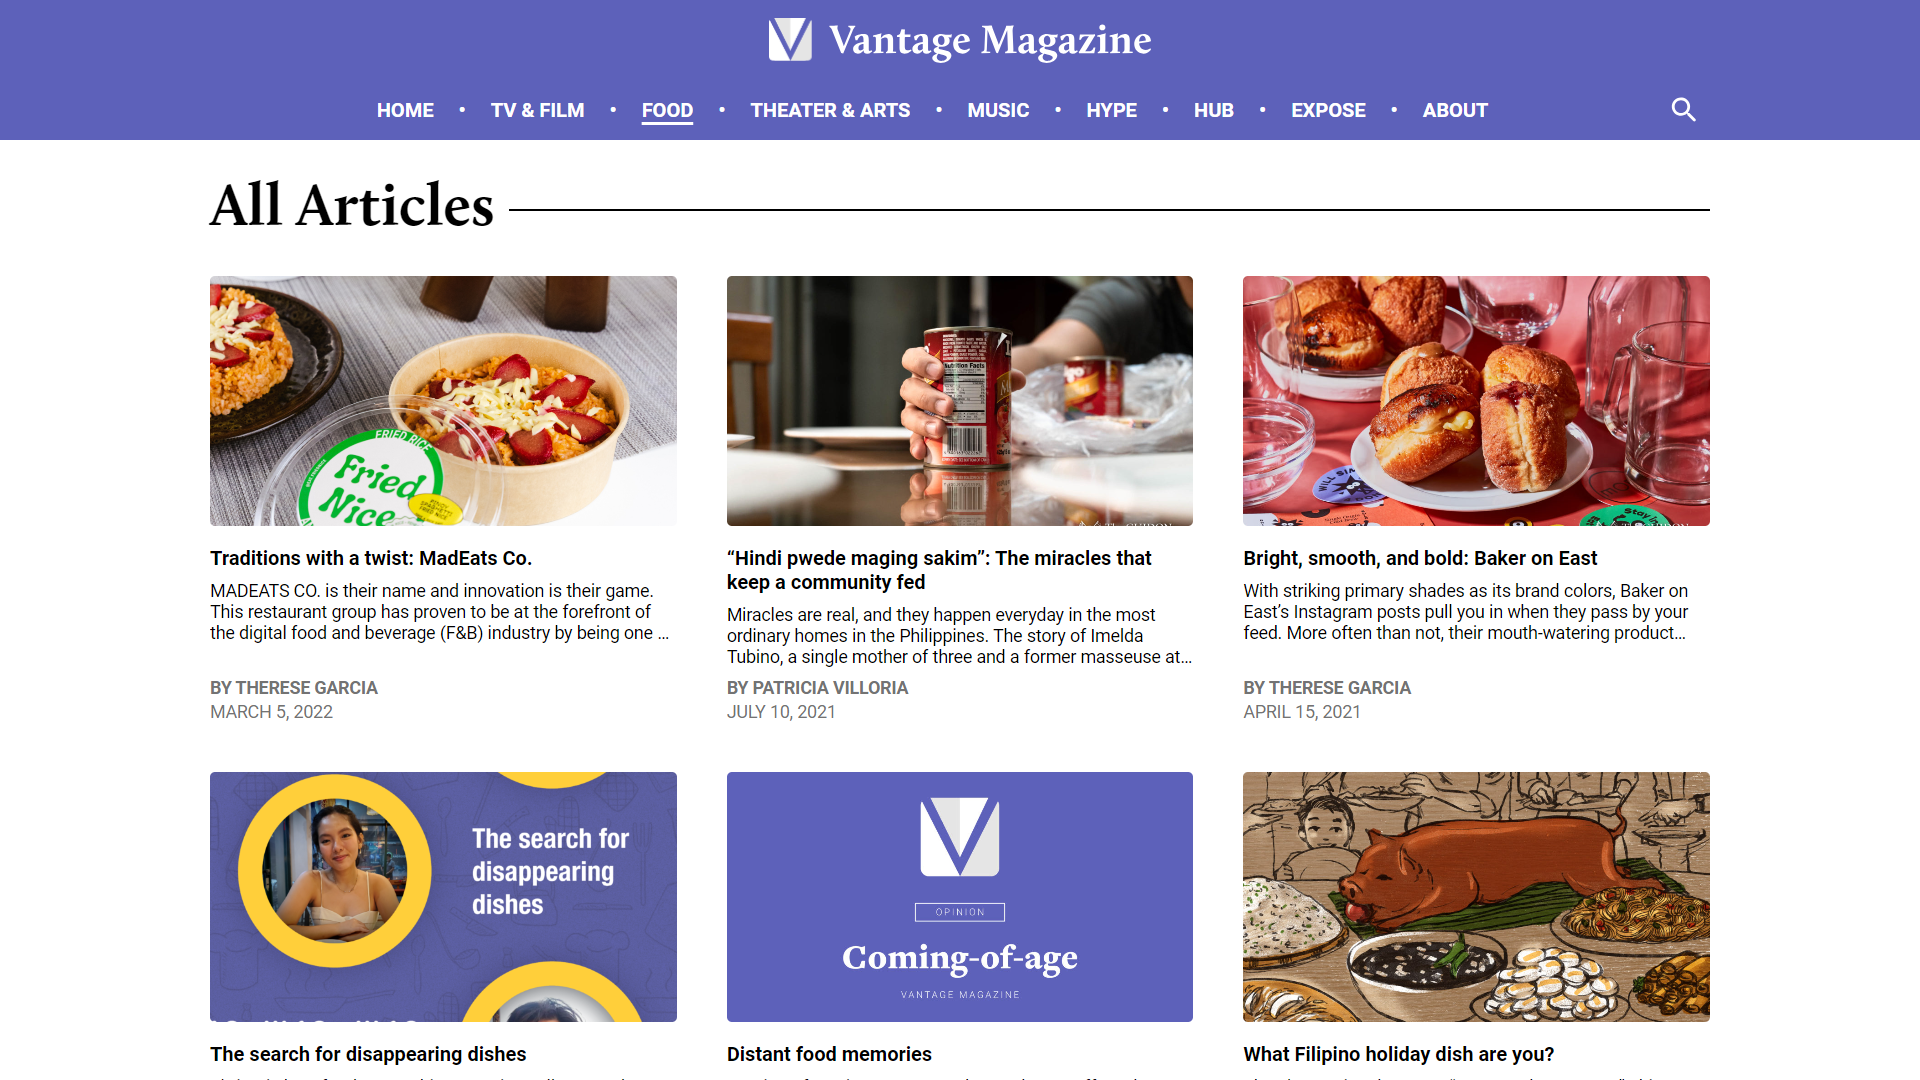 Vantage Magazine
HOME • TV & FILM • FOOD • THEATER & ARTS • MUSIC • HYPE • HUB • EXPOSE • ABOUT
All Articles
FRIED RICE
Fried
Nice
Nutrition Facts
WILL SIM
Stay in
THE GUIDON
Traditions with a twist: MadEats Co.
MADEATS CO. is their name and innovation is their game.
This restaurant group has proven to be at the forefront of
the digital food and beverage (F&B) industry by being one ...
BY THERESE GARCIA
MARCH 5, 2022
“Hindi pwede maging sakim”: The miracles that
keep a community fed
Miracles are real, and they happen everyday in the most
ordinary homes in the Philippines. The story of Imelda
Tubino, a single mother of three and a former masseuse at...
BY PATRICIA VILLORIA
JULY 10, 2021
Bright, smooth, and bold: Baker on East
With striking primary shades as its brand colors, Baker on
East’s Instagram posts pull you in when they pass by your
feed. More often than not, their mouth-watering product...
BY THERESE GARCIA
APRIL 15, 2021
The search for
disappearing
dishes
OPINION
Coming-of-age
VANTAGE MAGAZINE
The search for disappearing dishes
Distant food memories
What Filipino holiday dish are you?